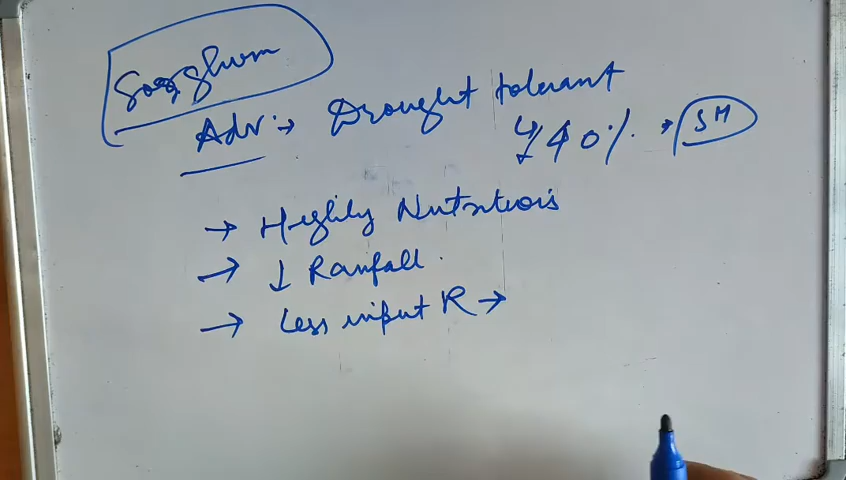 Sorghum
Adv :→ Drought tolerant
↳ ↓ 40% → SM
→ Highly Nutritious
→ ↓ Rainfall.
→ Less input R →